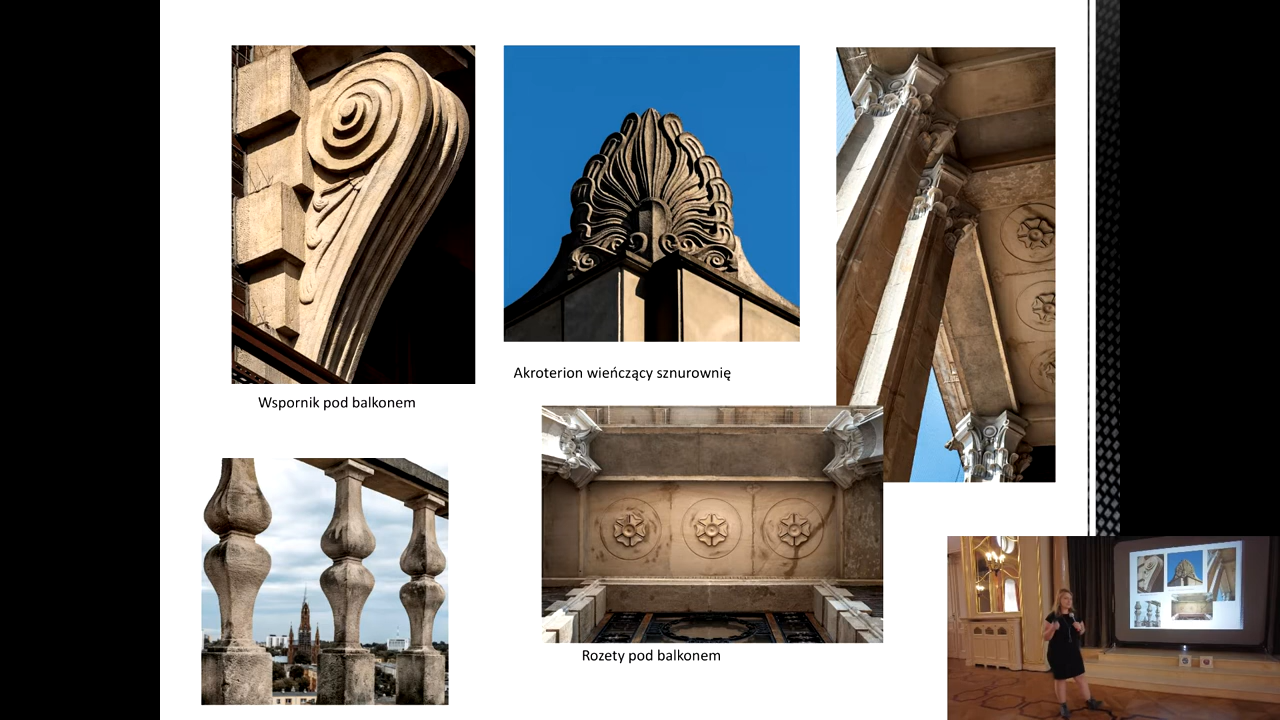 Akroterion wieńczący sznurownię
Wspornik pod balkonem
Rozety pod balkonem